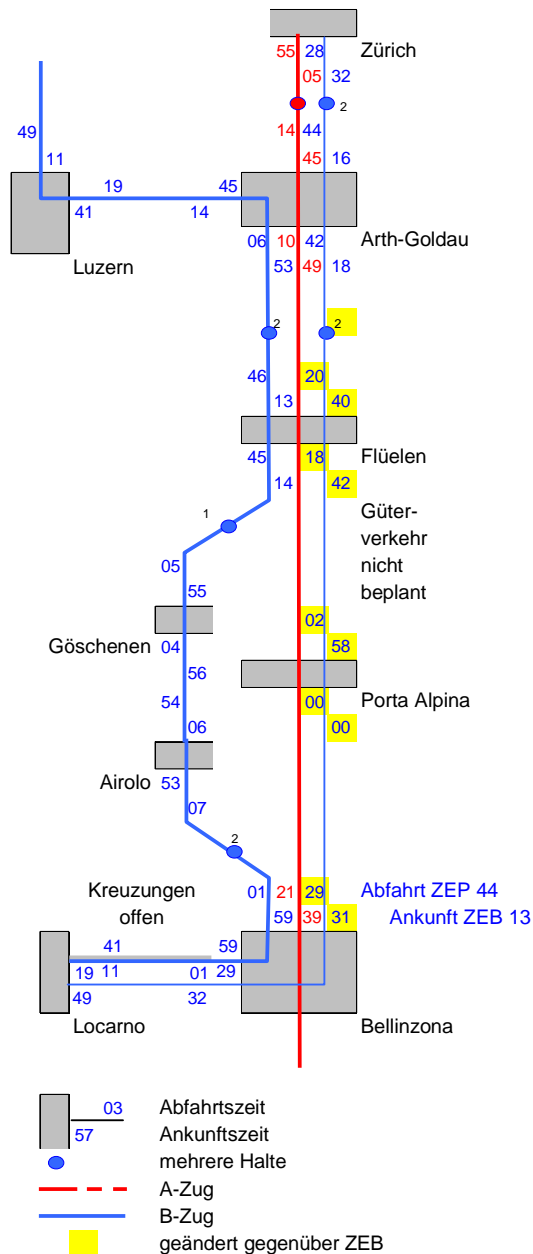 55 28 Zürich
05 32
2
49
14 44
11
45 16
19 45
41 14
06 10 42 Arth-Goldau
Luzern
53 49 18
2 2
46 20
13 40
45 18 Flüelen
14 42
Güter-
1
verkehr
nicht
05
beplant
55
02
Göschenen 04 58
56
54 00 Porta Alpina
06 00
Airolo 53
07
2
Kreuzungen 01 21 29 Abfahrt ZEP 44
offen 59 39 31 Ankunft ZEB 13
41 59
19 11 01 29
49 32
Locarno Bellinzona
03 Abfahrtszeit
57 Ankunftszeit
mehrere Halte
A-Zug
B-Zug
geändert gegenüber ZEB